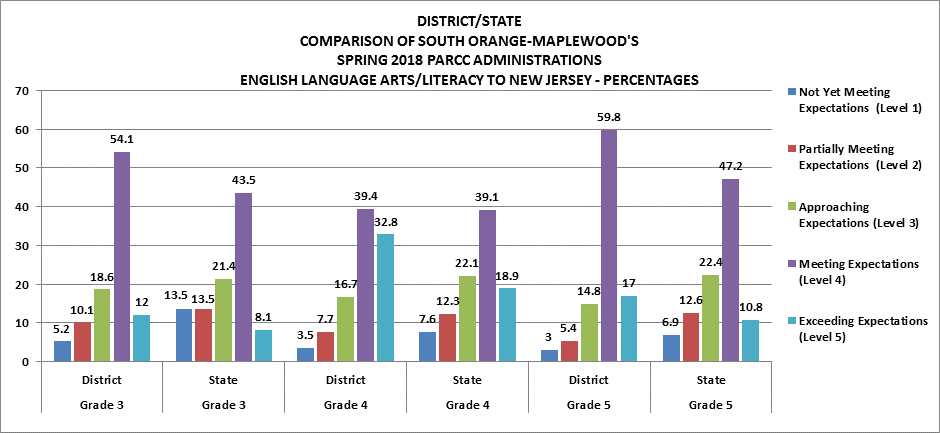 DISTRICT/STATE
COMPARISON OF SOUTH ORANGE-MAPLEWOOD'S
SPRING 2018 PARCC ADMINISTRATIONS
ENGLISH LANGUAGE ARTS/LITERACY TO NEW JERSEY - PERCENTAGES
70
60
50
40
30
20
10
0
5.2
10.1
18.6
54.1
12
13.5
13.5
21.4
43.5
8.1
3.5
7.7
16.7
39.4
32.8
7.6
12.3
22.1
39.1
18.9
3
5.4
14.8
59.8
17
6.9
12.6
22.4
47.2
10.8
District
State
District
State
District
State
Grade 3
Grade 3
Grade 4
Grade 4
Grade 5
Grade 5
Not Yet Meeting
Expectations (Level 1)
Partially Meeting
Expectations (Level 2)
Approaching
Expectations (Level 3)
Meeting Expectations
(Level 4)
Exceeding Expectations
(Level 5)